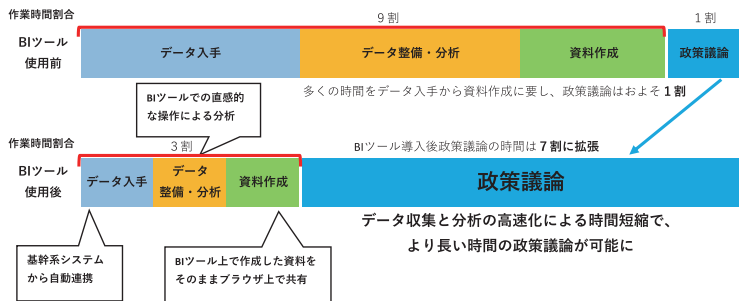 作業時間割合
9割
1割
BIツール
使用前
データ入手
データ整備・分析
資料作成
政策議論
多くの時間をデータ入手から資料作成に要し、政策議論はおよそ1割
BIツールでの直感的
な操作による分析
作業時間割合
3割
BIツール導入後政策議論の時間は7割に拡張
BIツール
使用後
データ入手
データ
整備・分析
資料作成
政策議論
データ収集と分析の高速化による時間短縮で、
より長い時間の政策議論が可能に
基幹系システム
から自動連携
BIツール上で作成した資料を
そのままブラウザ上で共有